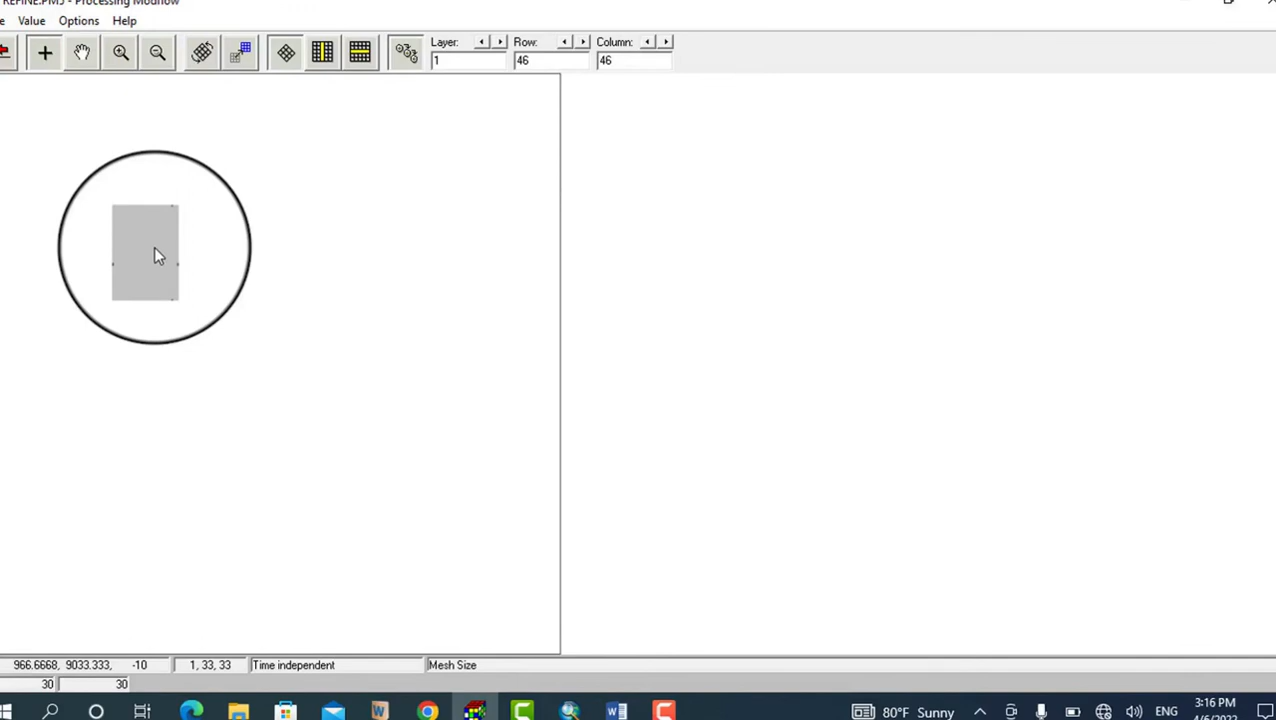 REFINE.PM5 - Processing Modflow
Value Options Help
Layer: Row: Column:
1 46 46
966.6668, 9033.333, -10 1, 33, 33 Time independent Mesh Size
30 30
80°F Sunny ENG 3:16 PM